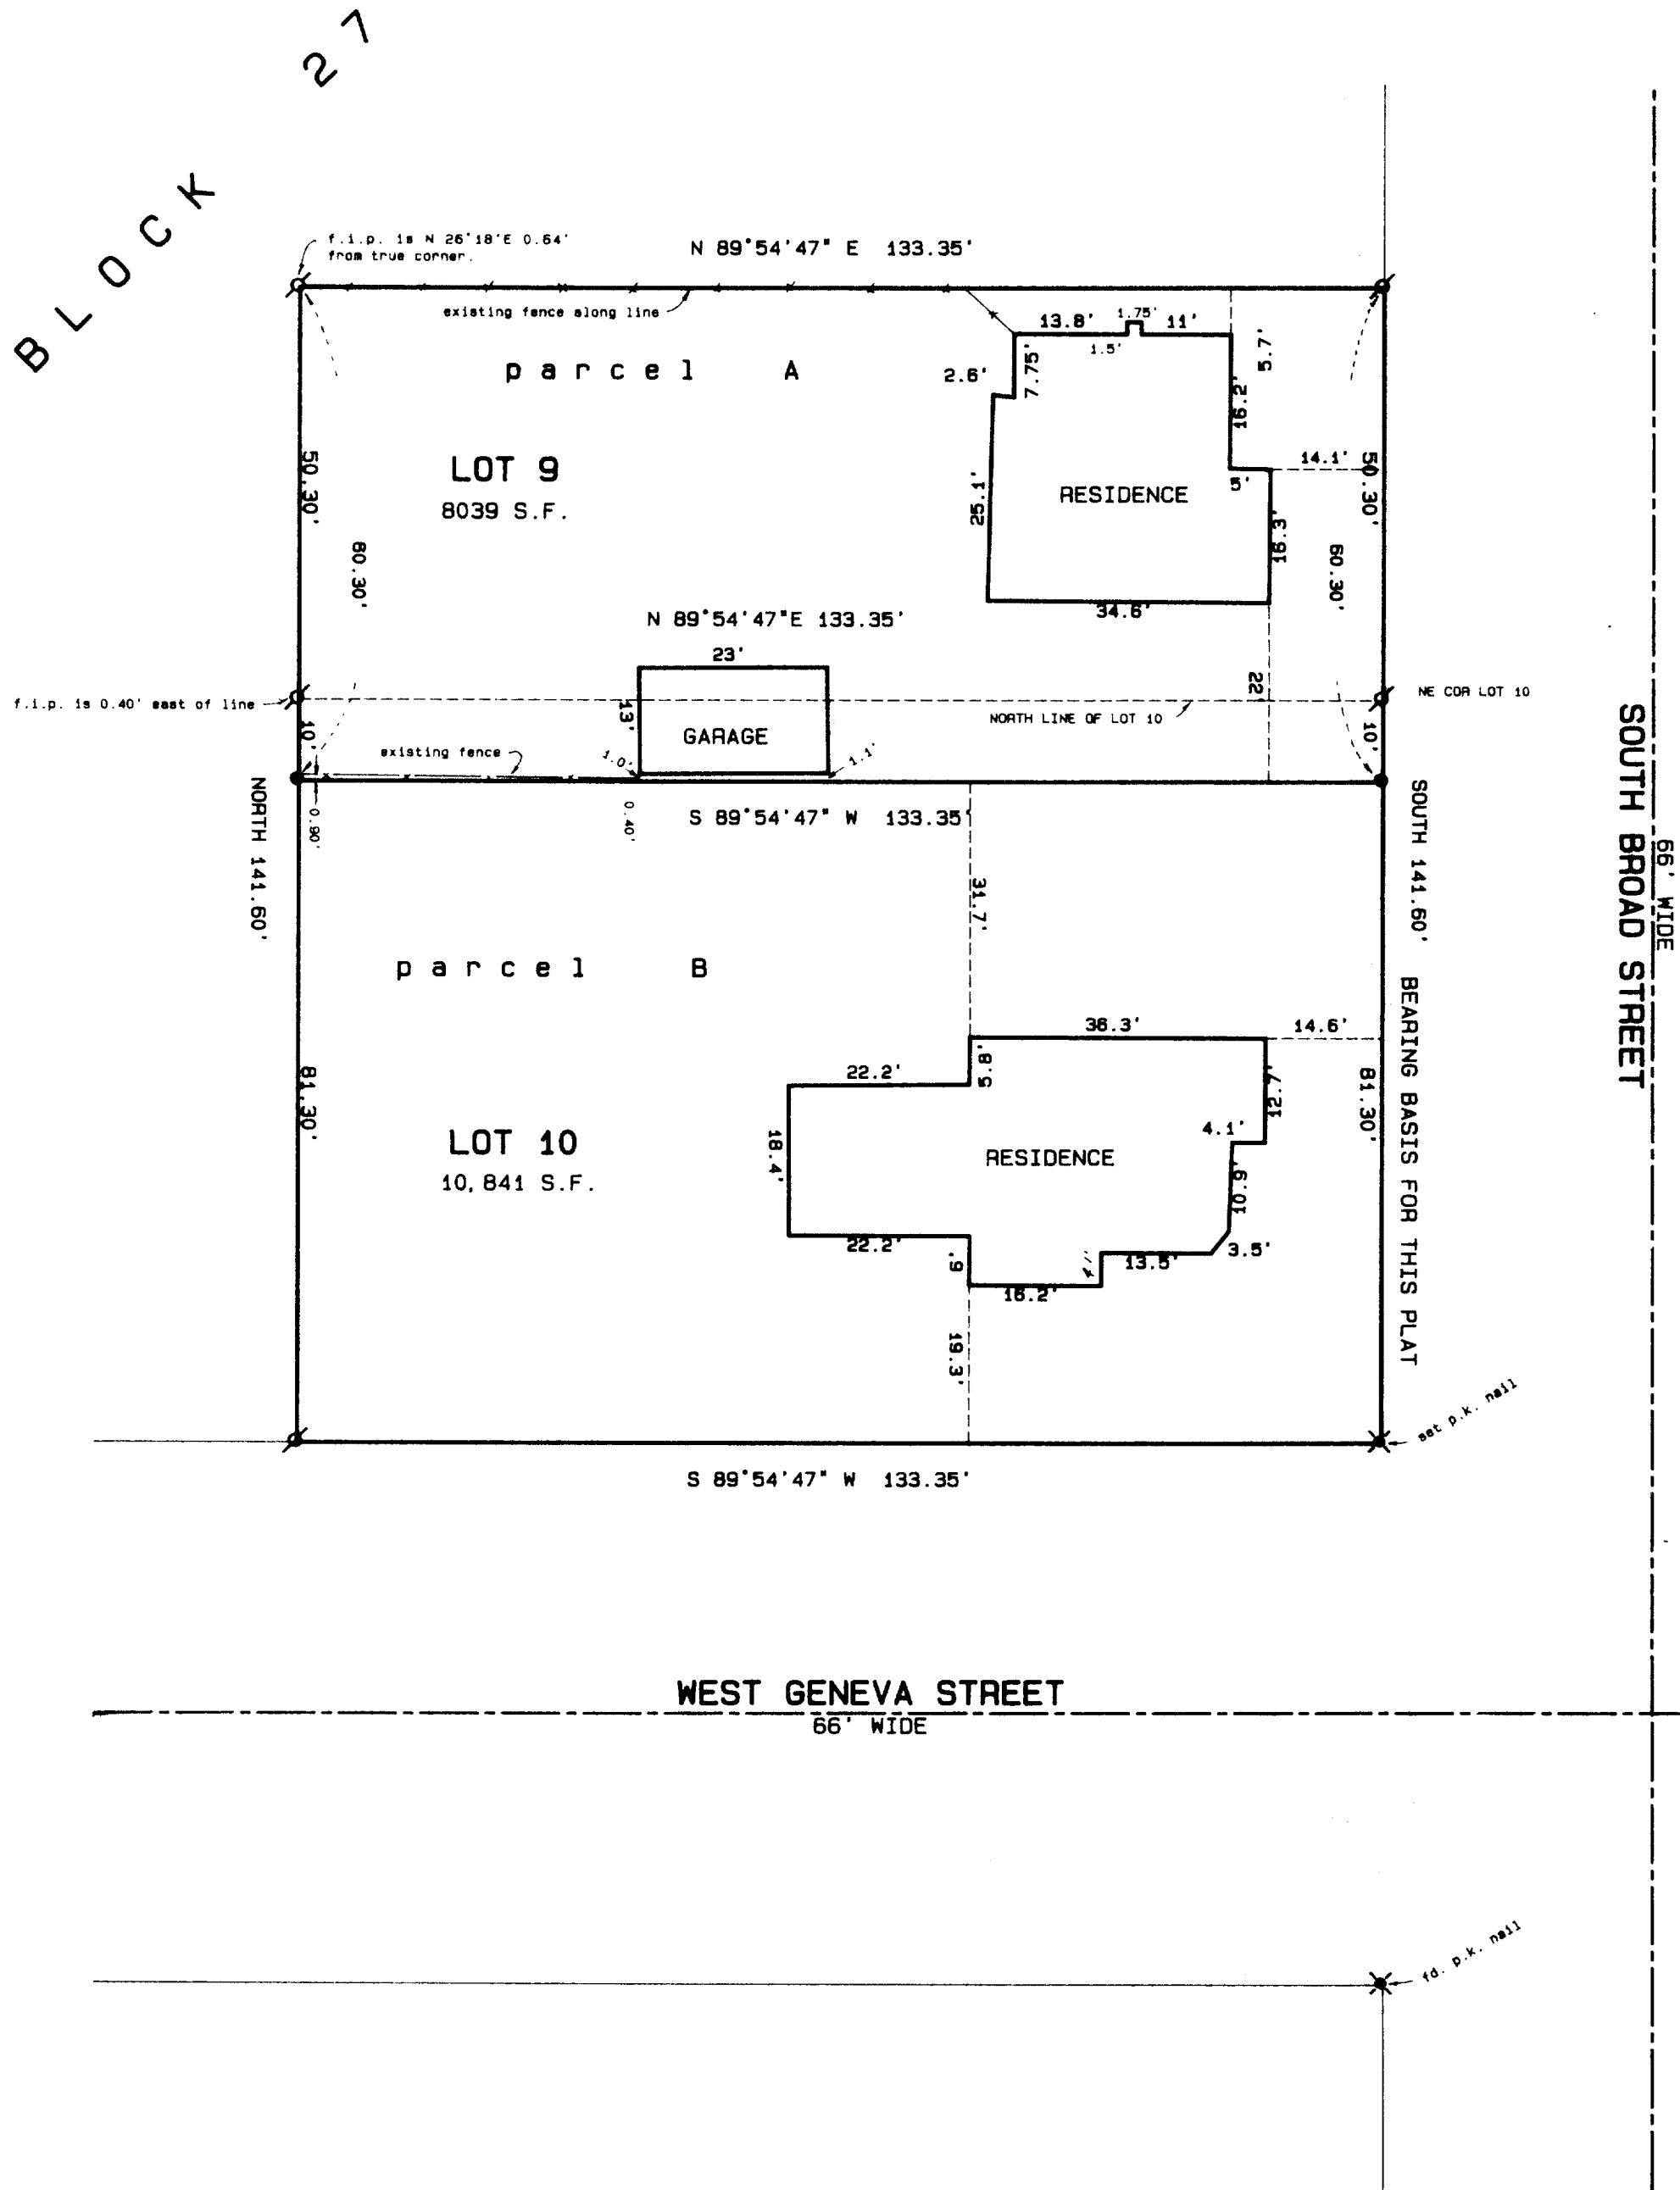 BLOCK 27
f.i.p. is N 26°18'E 0.64'
from true corner.
N 89°54'47" E 133.35'
existing fence along line
13.8'
1.75'
11'
1.5'
5.7'
parcel A
2.6'
7.75'
16.2'
LOT 9
8039 S.F.
50.30'
14.1'
50.30'
5'
25.1'
RESIDENCE
16.3'
60.30'
60.30'
34.6'
N 89°54'47"E 133.35'
23'
22'
f.i.p. is 0.40' east of line
NE COR LOT 10
NORTH LINE OF LOT 10
10'
13'
GARAGE
10'
existing fence
1.0'
1.1'
0.40'
S 89°54'47" W 133.35'
NORTH 141.60'
SOUTH 141.60' BEARING BASIS FOR THIS PLAT
SOUTH BROAD STREET
66' WIDE
31.7'
parcel B
36.3'
14.6'
5.8'
22.2'
12.7'
81.30'
81.30'
4.1'
LOT 10
10,841 S.F.
18.4'
RESIDENCE
10.9'
22.2'
9'
13.5'
3.5'
16.2'
19.3'
set p.k. nail
S 89°54'47" W 133.35'
WEST GENEVA STREET
66' WIDE
fd. p.k. nail